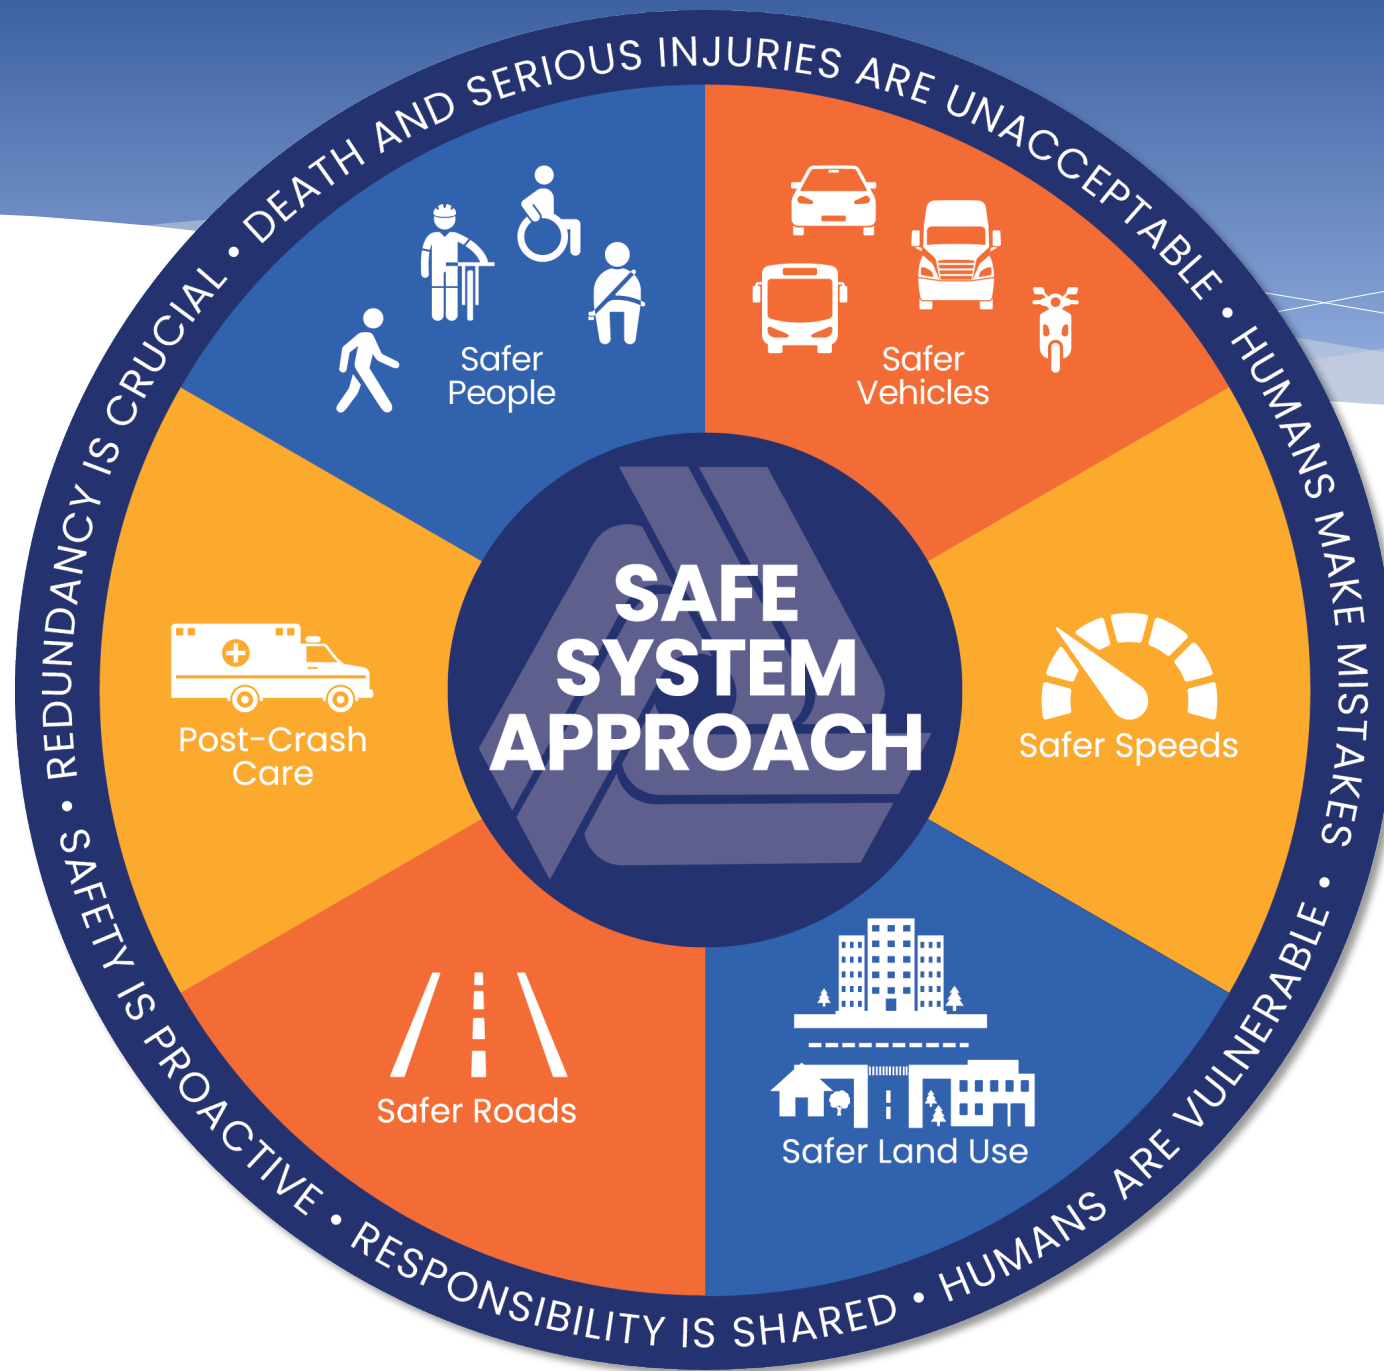 DEATH AND SERIOUS INJURIES ARE UNACCEPTABLE • HUMANS MAKE MISTAKES • HUMANS ARE VULNERABLE • RESPONSIBILITY IS SHARED • SAFETY IS PROACTIVE • REDUNDANCY IS CRUCIAL •
Safer
People
Safer
Vehicles
SAFE
SYSTEM
APPROACH
Post-Crash
Care
Safer Speeds
Safer Roads
Safer Land Use